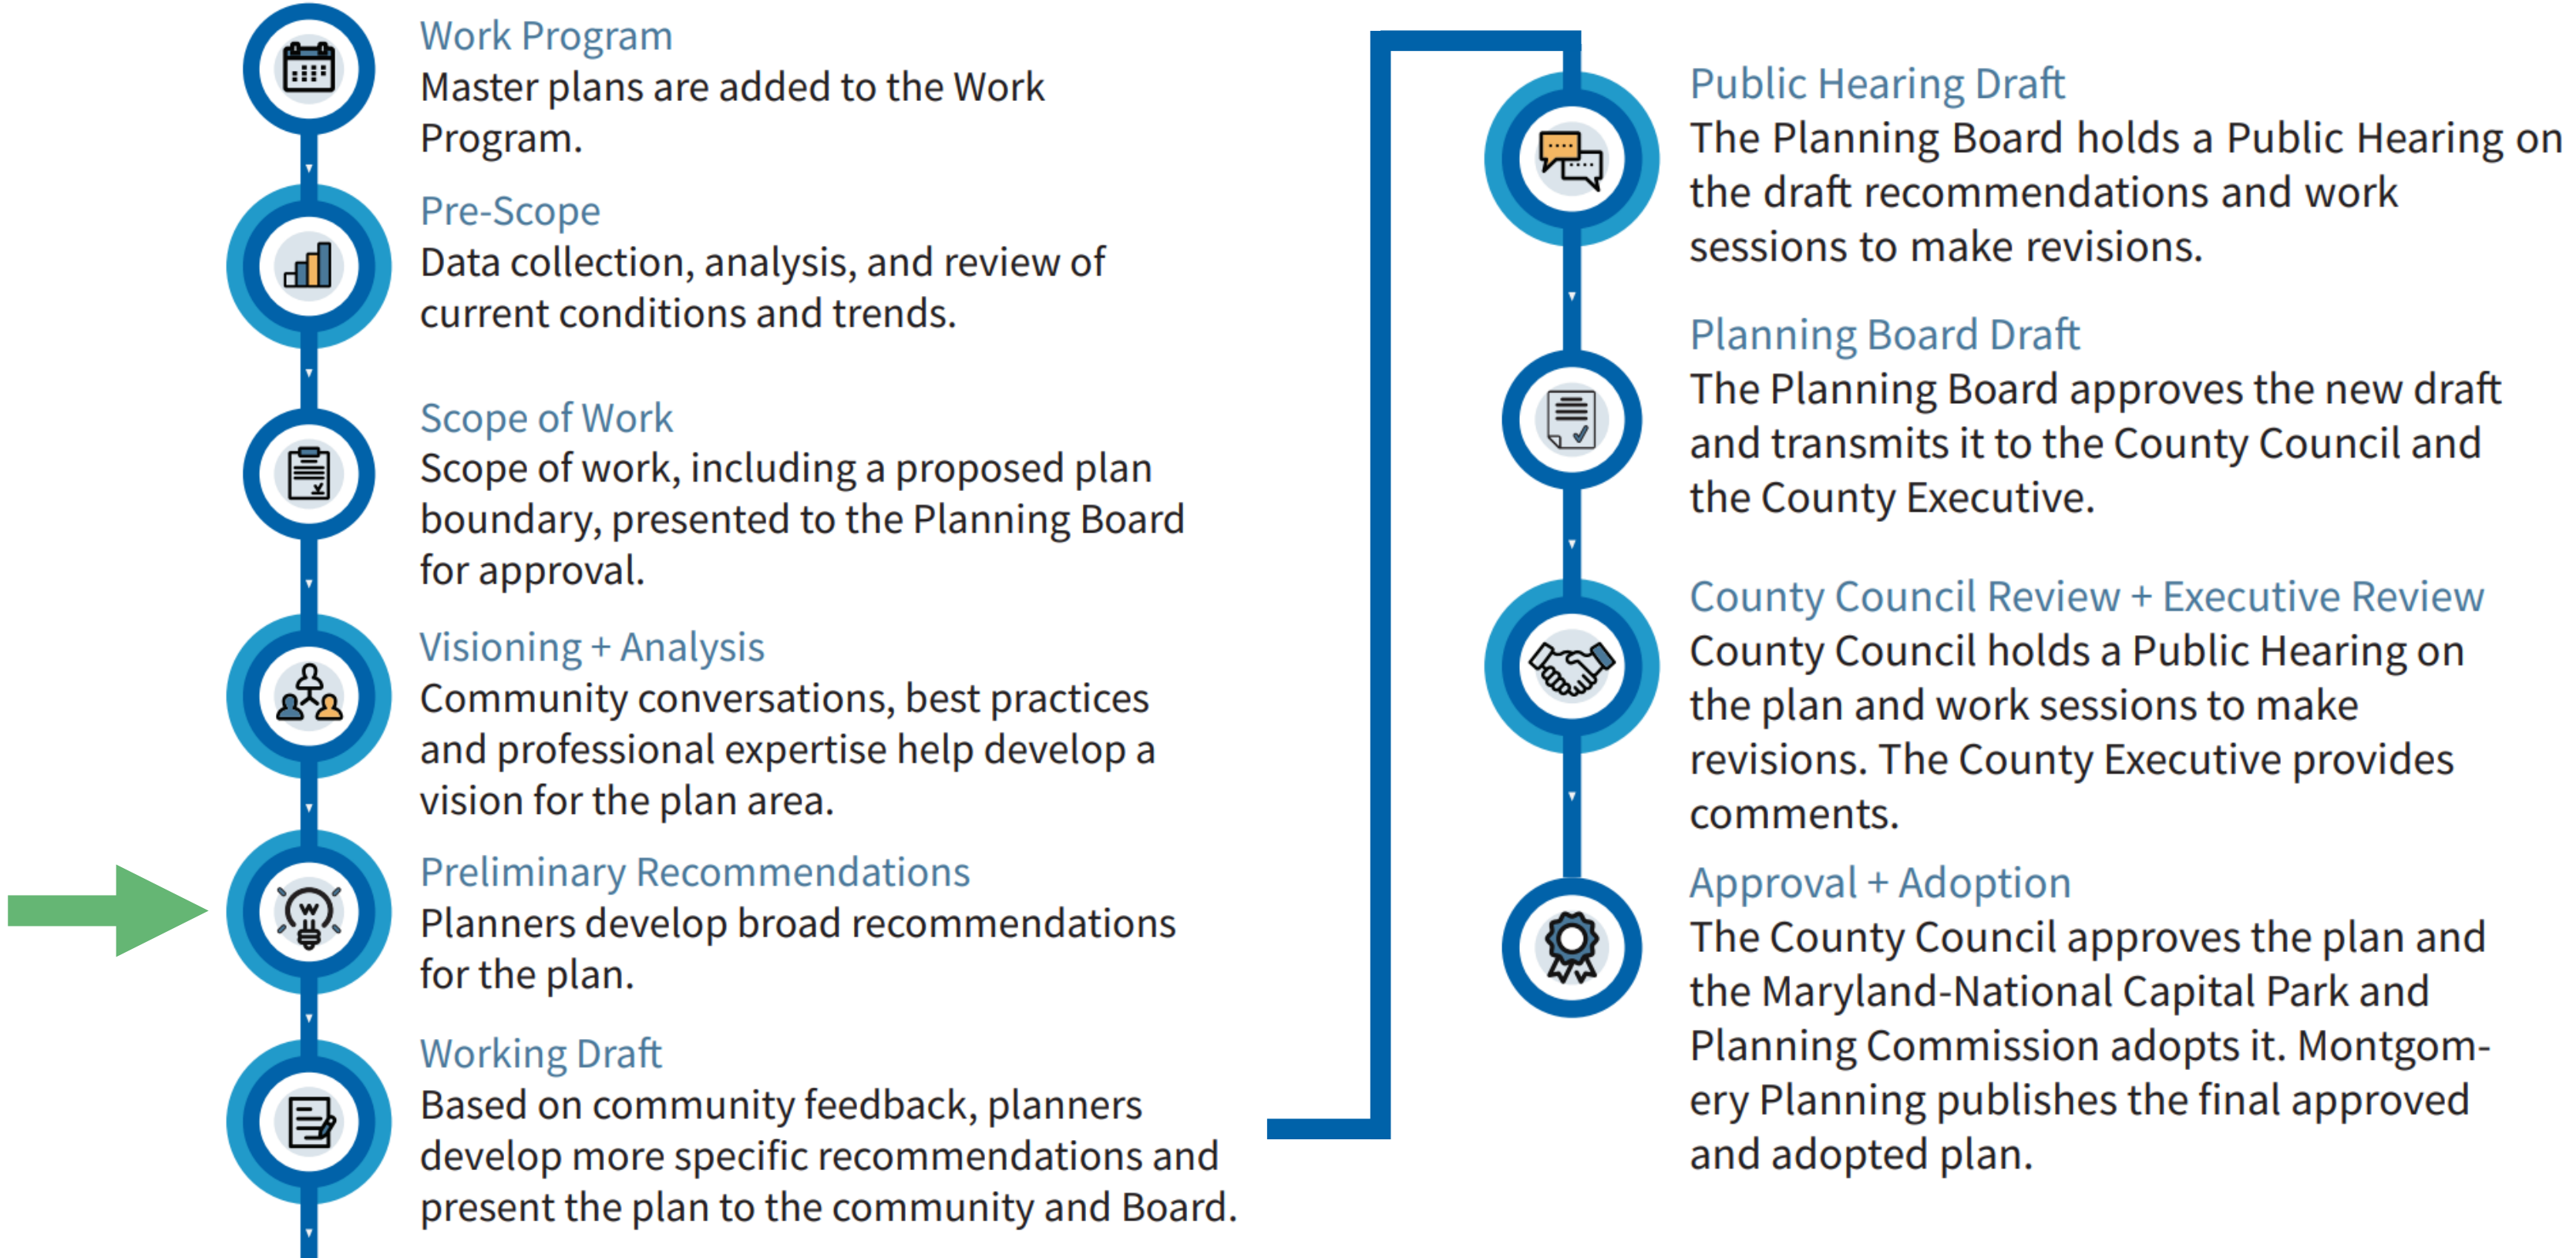 Work Program
Master plans are added to the Work
Program.
Pre-Scope
Data collection, analysis, and review of
current conditions and trends.
Scope of Work
Scope of work, including a proposed plan
boundary, presented to the Planning Board
for approval.
Visioning + Analysis
Community conversations, best practices
and professional expertise help develop a
vision for the plan area.
Preliminary Recommendations
Planners develop broad recommendations
for the plan.
Working Draft
Based on community feedback, planners
develop more specific recommendations and
present the plan to the community and Board.
Public Hearing Draft
The Planning Board holds a Public Hearing on
the draft recommendations and work
sessions to make revisions.
Planning Board Draft
The Planning Board approves the new draft
and transmits it to the County Council and
the County Executive.
County Council Review + Executive Review
County Council holds a Public Hearing on
the plan and work sessions to make
revisions. The County Executive provides
comments.
Approval + Adoption
The County Council approves the plan and
the Maryland-National Capital Park and
Planning Commission adopts it. Montgom-
ery Planning publishes the final approved
and adopted plan.